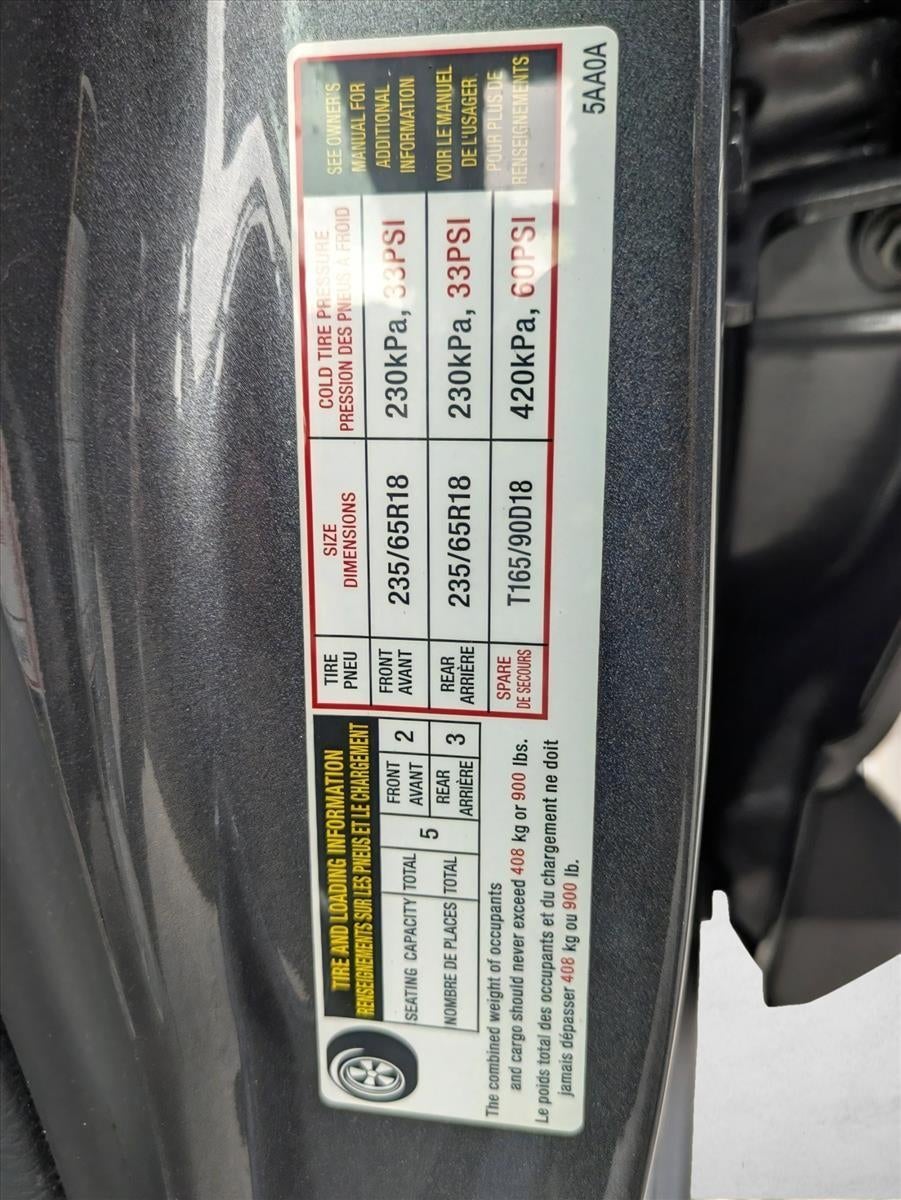 TIRE AND LOADING INFORMATION
RENSEIGNEMENTS SUR LES PNEUS ET LE CHARGEMENT
SEATING CAPACITY TOTAL 5 FRONT 2
NOMBRE DE PLACES TOTAL AVANT
REAR 3
ARRIÈRE
The combined weight of occupants
and cargo should never exceed 408 kg or 900 lbs.
Le poids total des occupants et du chargement ne doit
jamais dépasser 408 kg ou 900 lb.
TIRE SIZE COLD TIRE PRESSURE
PNEU DIMENSIONS PRESSION DES PNEUS A FROID
FRONT 235/65R18 230kPa, 33PSI
AVANT
REAR 235/65R18 230kPa, 33PSI
ARRIÈRE
SPARE T165/90D18 420kPa, 60PSI
DE SECOURS
SEE OWNER'S
MANUAL FOR
ADDITIONAL
INFORMATION
VOIR LE MANUEL
DE L'USAGER
POUR PLUS DE
RENSEIGNEMENTS
5AA0A